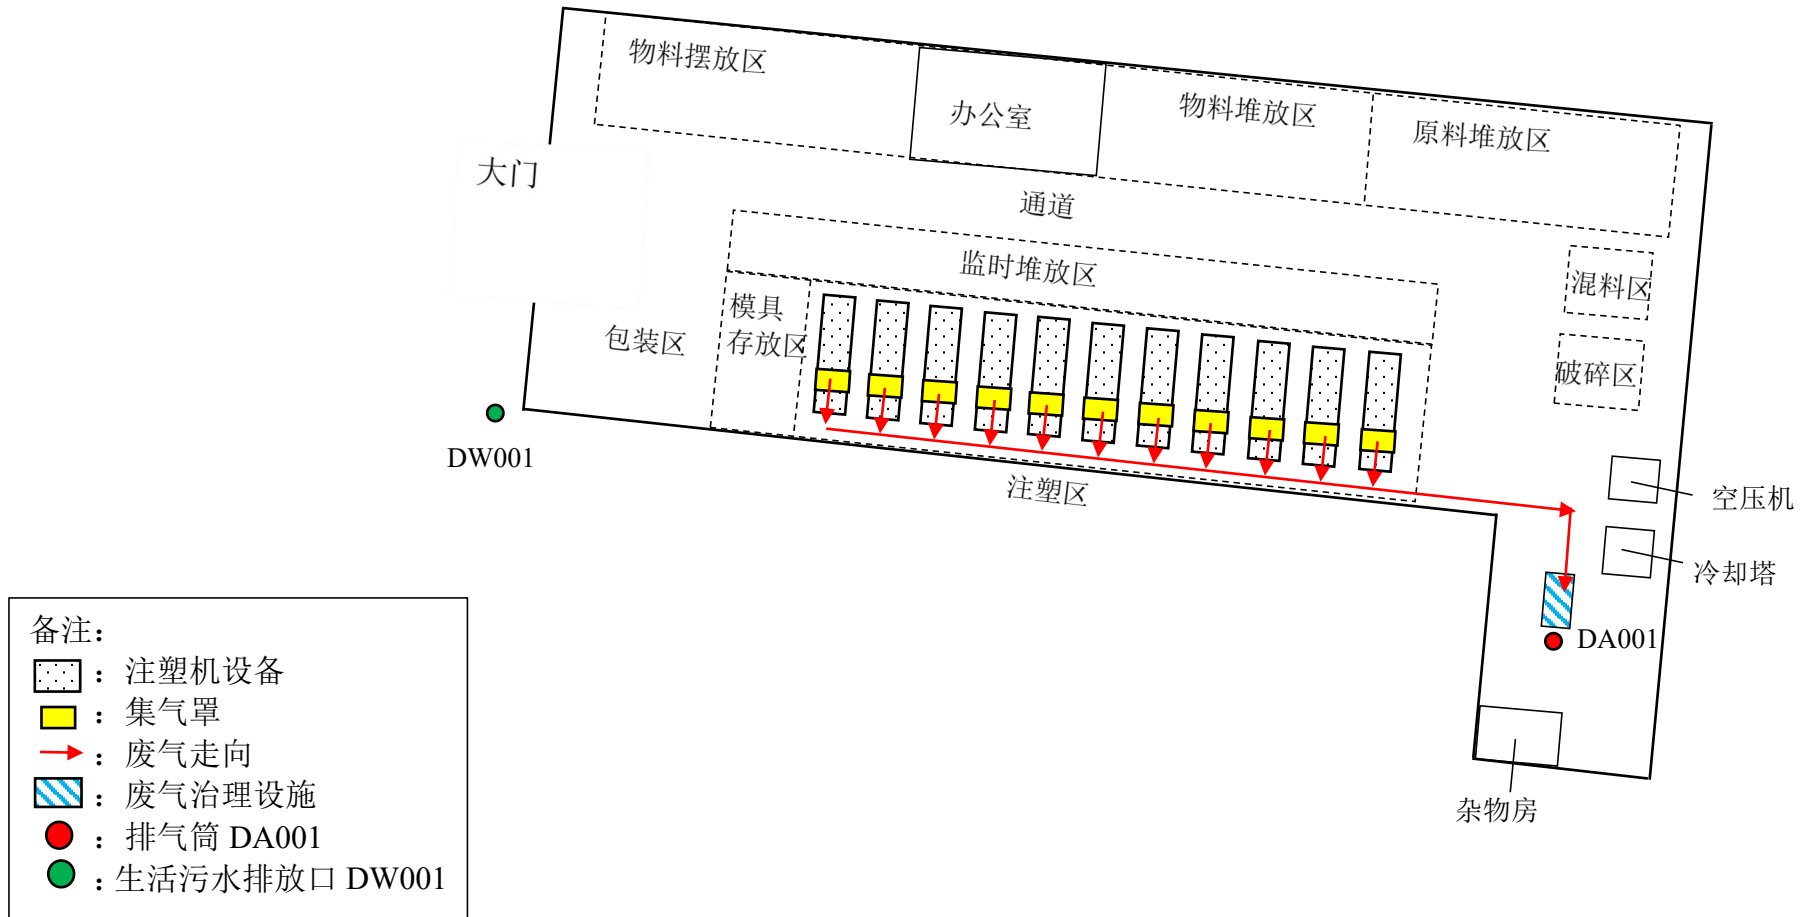 物料摆放区
办公室
物料堆放区
原料堆放区
大门
通道
监时堆放区
混料区
模具
存放区
包装区
破碎区
DW001
注塑区
空压机
冷却塔
DA001
杂物房
备注：
：注塑机设备
：集气罩
：废气走向
：废气治理设施
：排气筒 DA001
：生活污水排放口 DW001